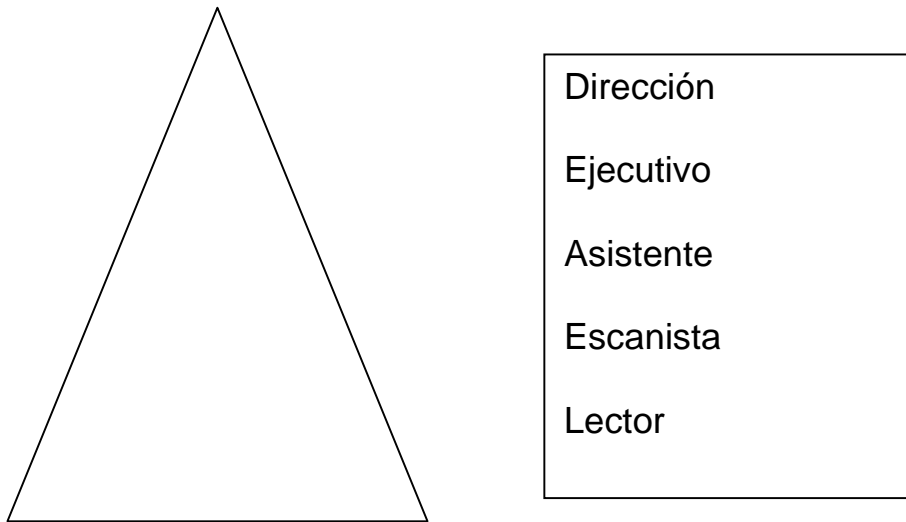 Dirección
Ejecutivo
Asistente
Escanista
Lector